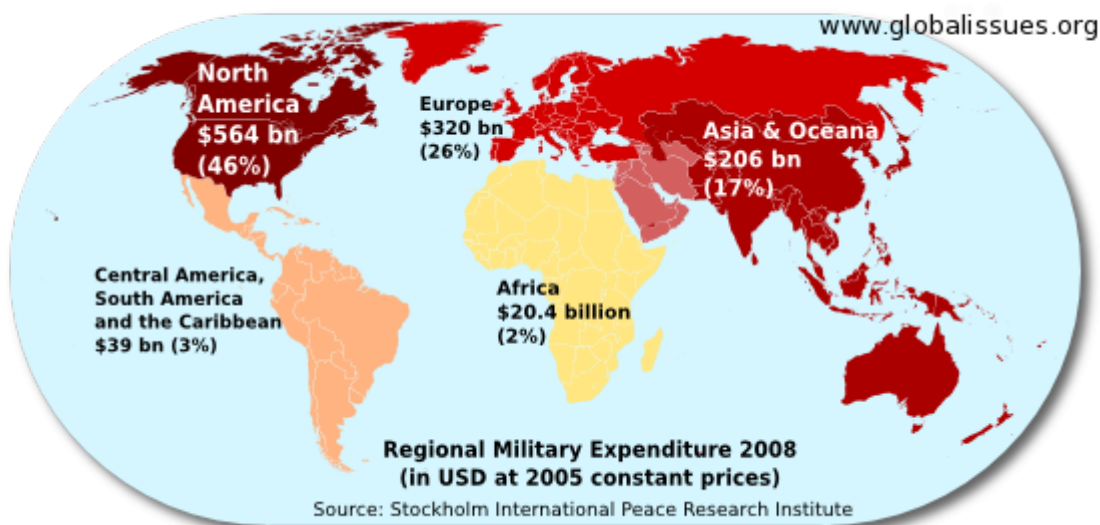 www.globalissues.org
North
America
$564 bn
(46%)
Europe
$320 bn
(26%)
Asia & Oceana
$206 bn
(17%)
Central America,
South America
and the Caribbean
$39 bn (3%)
Africa
$20.4 billion
(2%)
Regional Military Expenditure 2008
(in USD at 2005 constant prices)
Source: Stockholm International Peace Research Institute